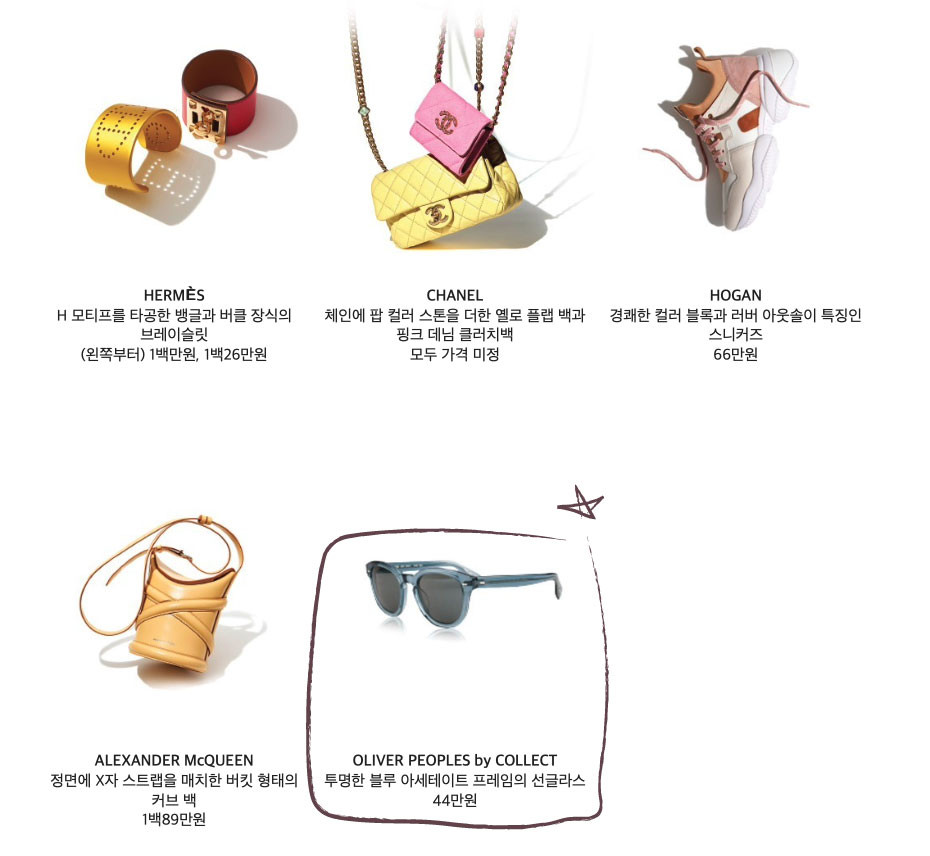 HERMÈS
H 모티프를 타공한 뱅글과 버클 장식의
브레이슬릿
(왼쪽부터) 1백만원, 1백26만원
CHANEL
체인에 팝 컬러 스톤을 더한 옐로 플랩 백과
핑크 데님 클러치백
모두 가격 미정
HOGAN
경쾌한 컬러 블록과 러버 아웃솔이 특징인
스니커즈
66만원
ALEXANDER McQUEEN
정면에 X자 스트랩을 매치한 버킷 형태의
커브 백
1백89만원
OLIVER PEOPLES by COLLECT
투명한 블루 아세테이트 프레임의 선글라스
44만원